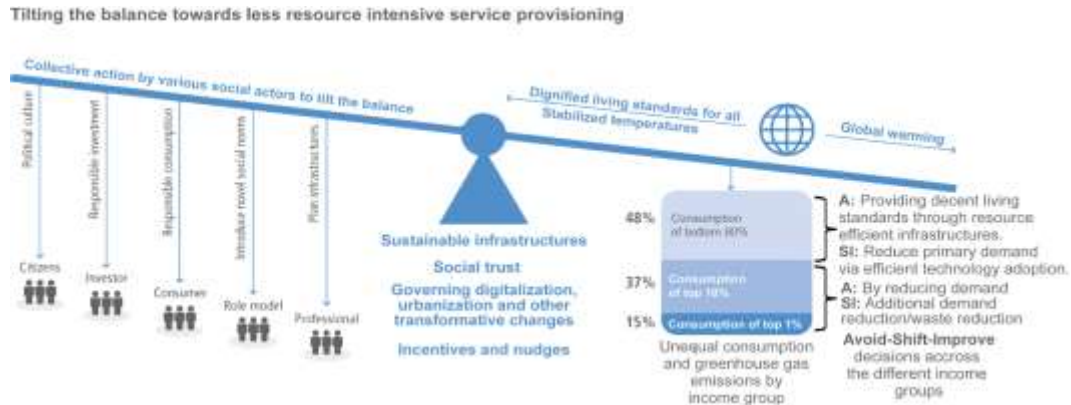 Tilting the balance towards less resource intensive service provisioning
Collective action by various social actors to tilt the balance
Dignified living standards for all
Stabilized temperatures
Global warming
Political culture
Responsible investment
Responsible consumption
Introduce novel social norms
Plan infrastructures
Citizens
Investor
Consumer
Role model
Professional
Sustainable infrastructures
Social trust
Governing digitalization,
urbanization and other
transformative changes
Incentives and nudges
48%
Consumption
of bottom 90%
37%
Consumption
of top 10%
15%
Consumption of top 1%
Unequal consumption
and greenhouse gas
emissions by
income group
A: Providing decent living
standards through resource
efficient infrastructures.
SI: Reduce primary demand
via efficient technology adoption.
A: By reducing demand
SI: Additional demand
reduction/waste reduction
Avoid-Shift-Improve
decisions accross
the different income
groups